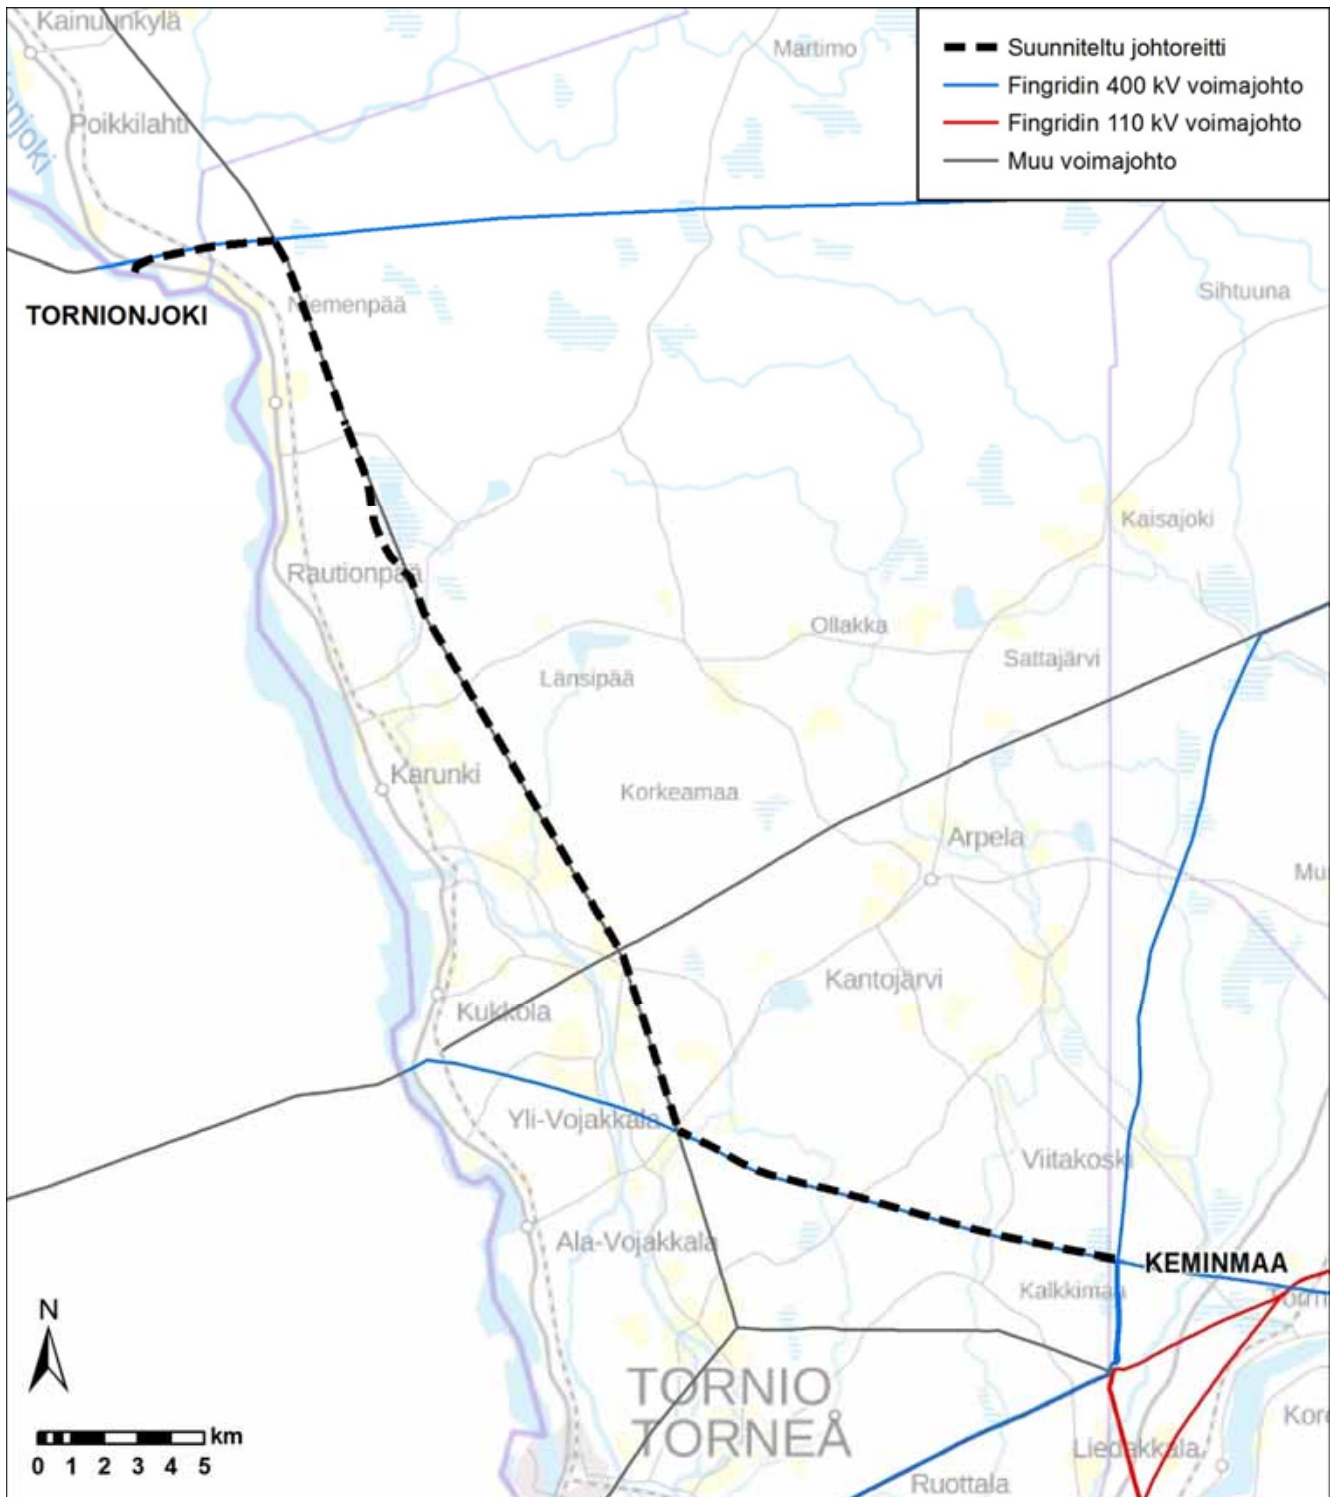 Kainuunkylä
Martimo
Suunniteltu johtoreitti
Fingridin 400 kV voimajohto
Fingridin 110 kV voimajohto
Muu voimajohto
Poikkilahti
TORNIONJOKI
Niemenpää
Sihtuuna
Kaisajoki
Rautionpää
Ollakka
Sattajärvi
Länsipää
Karunki
Korkeamaa
Arpela
Kantojärvi
Kukkola
Yli-Vojakkala
Viitakoski
Ala-Vojakkala
KEMINMAA
Kalkkimaa
N
TORNIO
TORNEÅ
km
0 1 2 3 4 5
Liedakkala
Ruottala